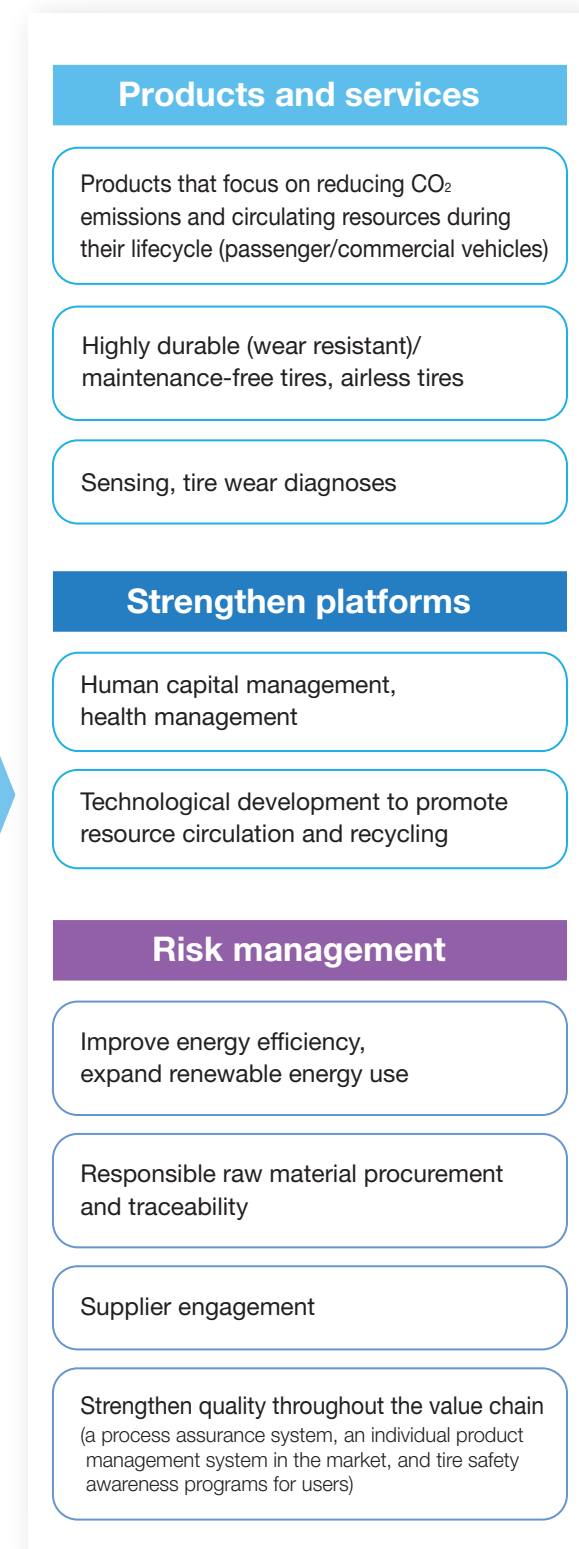 Products and services
Products that focus on reducing CO₂
emissions and circulating resources during
their lifecycle (passenger/commercial vehicles)
Highly durable (wear resistant)/
maintenance-free tires, airless tires
Sensing, tire wear diagnoses
Strengthen platforms
Human capital management,
health management
Technological development to promote
resource circulation and recycling
Risk management
Improve energy efficiency,
expand renewable energy use
Responsible raw material procurement
and traceability
Supplier engagement
Strengthen quality throughout the value chain
(a process assurance system, an individual product
management system in the market, and tire safety
awareness programs for users)